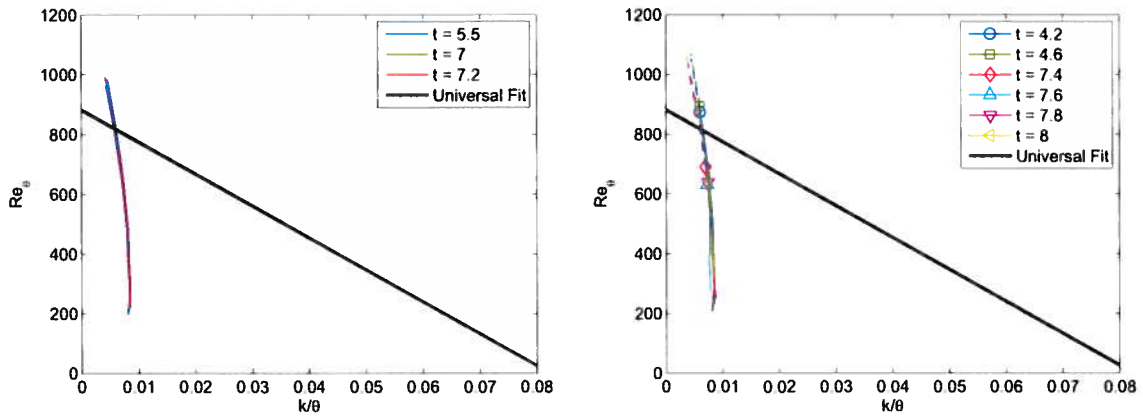 1200
1000
800
600
400
200
0
Reθ
0
0.01
0.02
0.03
0.04
0.05
0.06
0.07
0.08
k/θ
t = 5.5
t = 7
t = 7.2
Universal Fit
1200
1000
800
600
400
200
0
Reθ
0
0.01
0.02
0.03
0.04
0.05
0.06
0.07
0.08
k/θ
t = 4.2
t = 4.6
t = 7.4
t = 7.6
t = 7.8
t = 8
Universal Fit